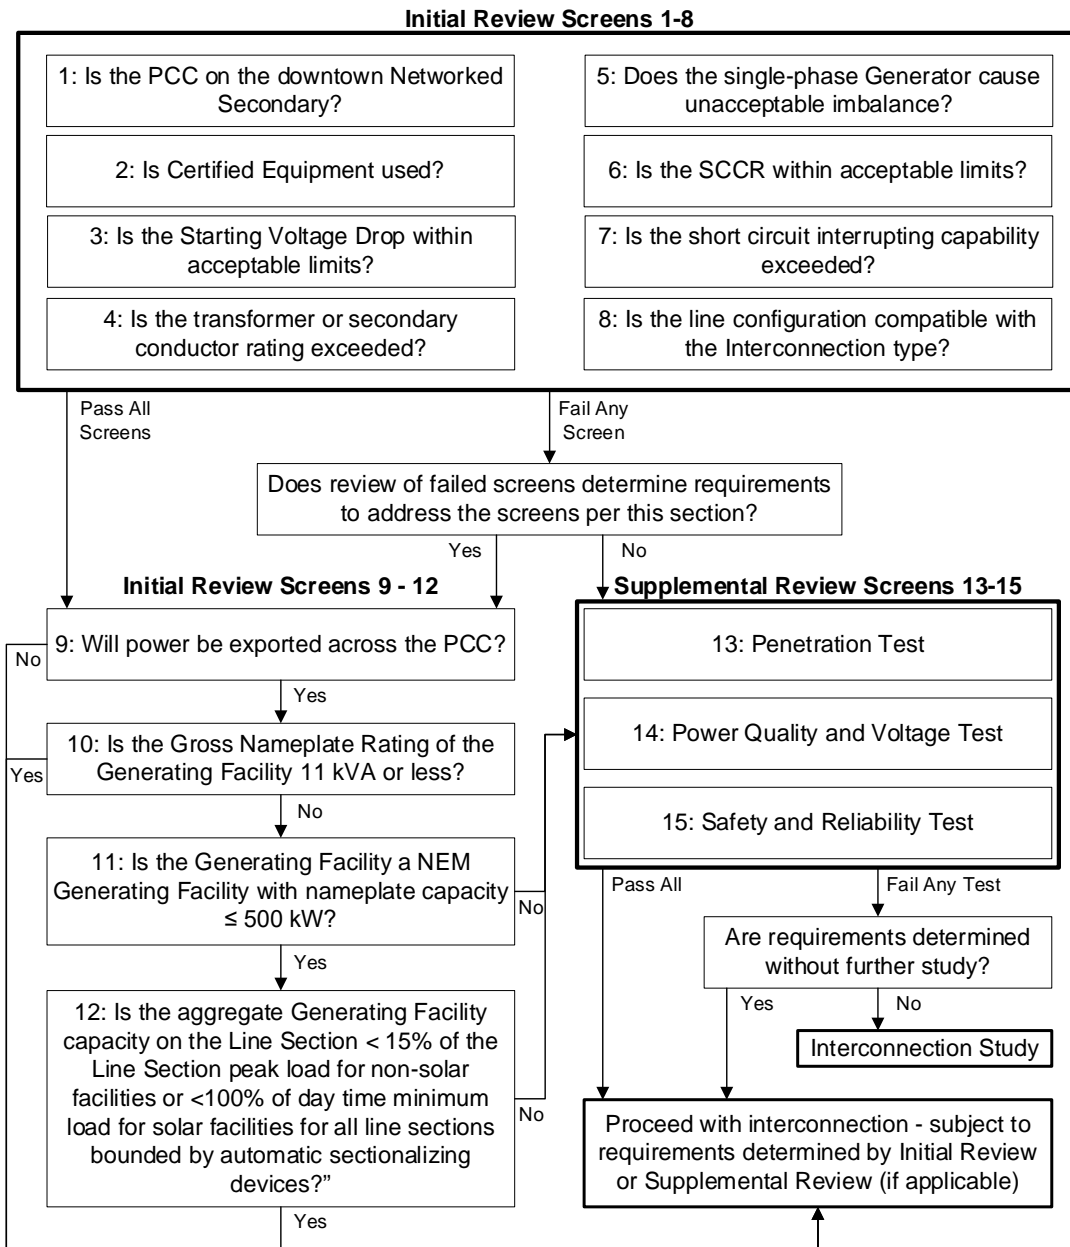 Initial Review Screens 1-8
1: Is the PCC on the downtown Networked
Secondary?
2: Is Certified Equipment used?
3: Is the Starting Voltage Drop within
acceptable limits?
4: Is the transformer or secondary
conductor rating exceeded?
5: Does the single-phase Generator cause
unacceptable imbalance?
6: Is the SCCR within acceptable limits?
7: Is the short circuit interrupting capability
exceeded?
8: Is the line configuration compatible with
the Interconnection type?
Pass All
Screens
Fail Any
Screen
Does review of failed screens determine requirements
to address the screens per this section?
Yes
No
Initial Review Screens 9 - 12
9: Will power be exported across the PCC?
No
Yes
10: Is the Gross Nameplate Rating of the
Generating Facility 11 kVA or less?
Yes
No
11: Is the Generating Facility a NEM
Generating Facility with nameplate capacity
≤ 500 kW?
No
Yes
12: Is the aggregate Generating Facility
capacity on the Line Section < 15% of the
Line Section peak load for non-solar
facilities or <100% of day time minimum
load for solar facilities for all line sections
bounded by automatic sectionalizing
devices?”
No
Yes
Supplemental Review Screens 13-15
13: Penetration Test
14: Power Quality and Voltage Test
15: Safety and Reliability Test
Pass All
Fail Any Test
Are requirements determined
without further study?
Yes
No
Interconnection Study
Proceed with interconnection - subject to
requirements determined by Initial Review
or Supplemental Review (if applicable)